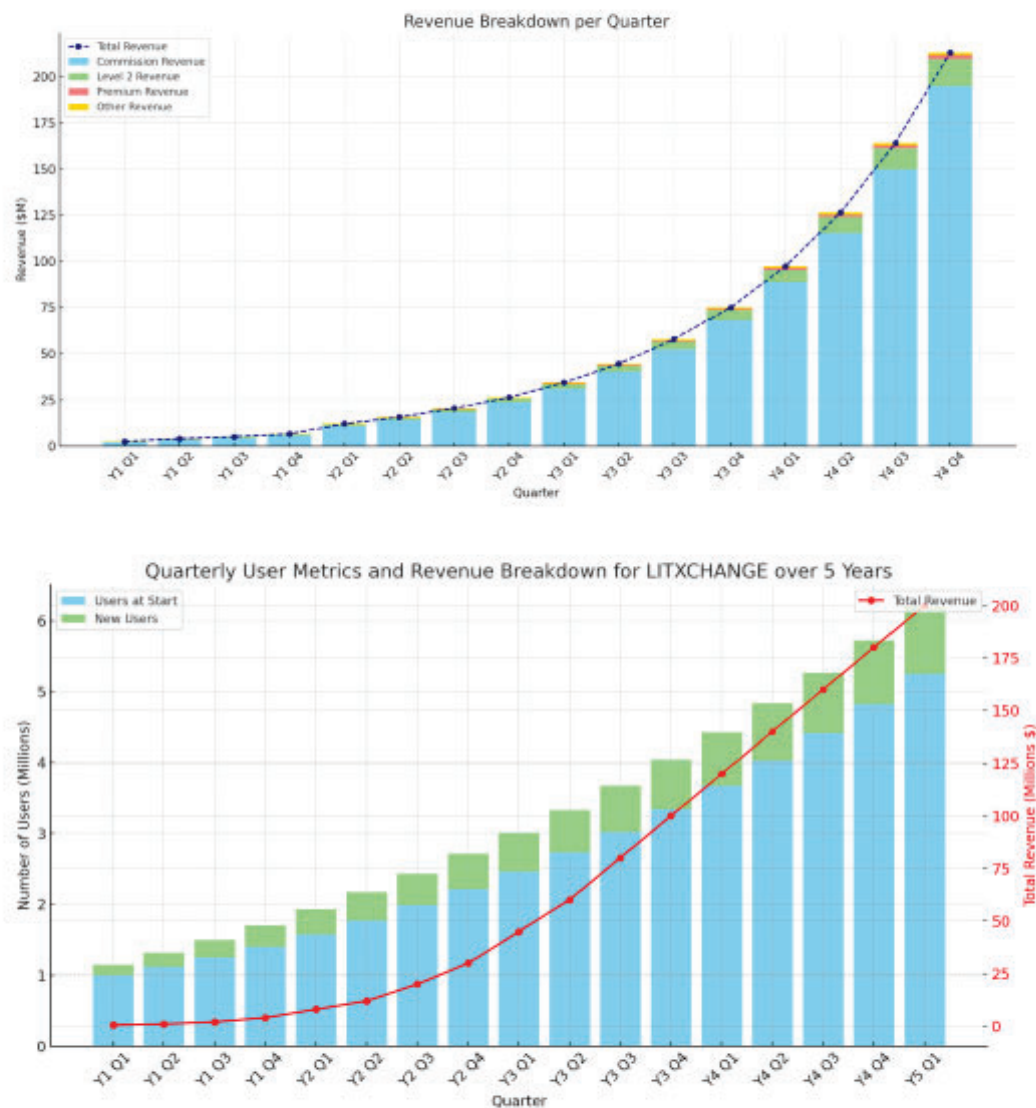 Revenue Breakdown per Quarter
Total Revenue
Commission Revenue
Level 2 Revenue
Premium Revenue
Other Revenue
Revenue ($M)
200
175
150
125
100
75
50
25
0
Y1 Q1 Y1 Q2 Y1 Q3 Y1 Q4 Y2 Q1 Y2 Q2 Y2 Q3 Y2 Q4 Y3 Q1 Y3 Q2 Y3 Q3 Y3 Q4 Y4 Q1 Y4 Q2 Y4 Q3 Y4 Q4
Quarter
Quarterly User Metrics and Revenue Breakdown for LITXCHANGE over 5 Years
Users at Start
New Users
Total Revenue
Number of Users (Millions)
6
5
4
3
2
1
0
200
175
150
125
100
75
50
25
0
Total Revenue (Millions $)
Y1 Q1 Y1 Q2 Y1 Q3 Y1 Q4 Y2 Q1 Y2 Q2 Y2 Q3 Y2 Q4 Y3 Q1 Y3 Q2 Y3 Q3 Y3 Q4 Y4 Q1 Y4 Q2 Y4 Q3 Y4 Q4 Y5 Q1
Quarter